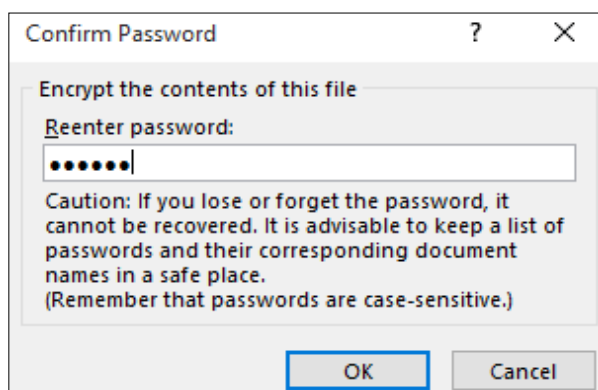 Confirm Password ?
Encrypt the contents of this file
Reenter password:
••••••
Caution: If you lose or forget the password, it
cannot be recovered. It is advisable to keep a list of
passwords and their corresponding document
names in a safe place.
(Remember that passwords are case-sensitive.)
OK Cancel